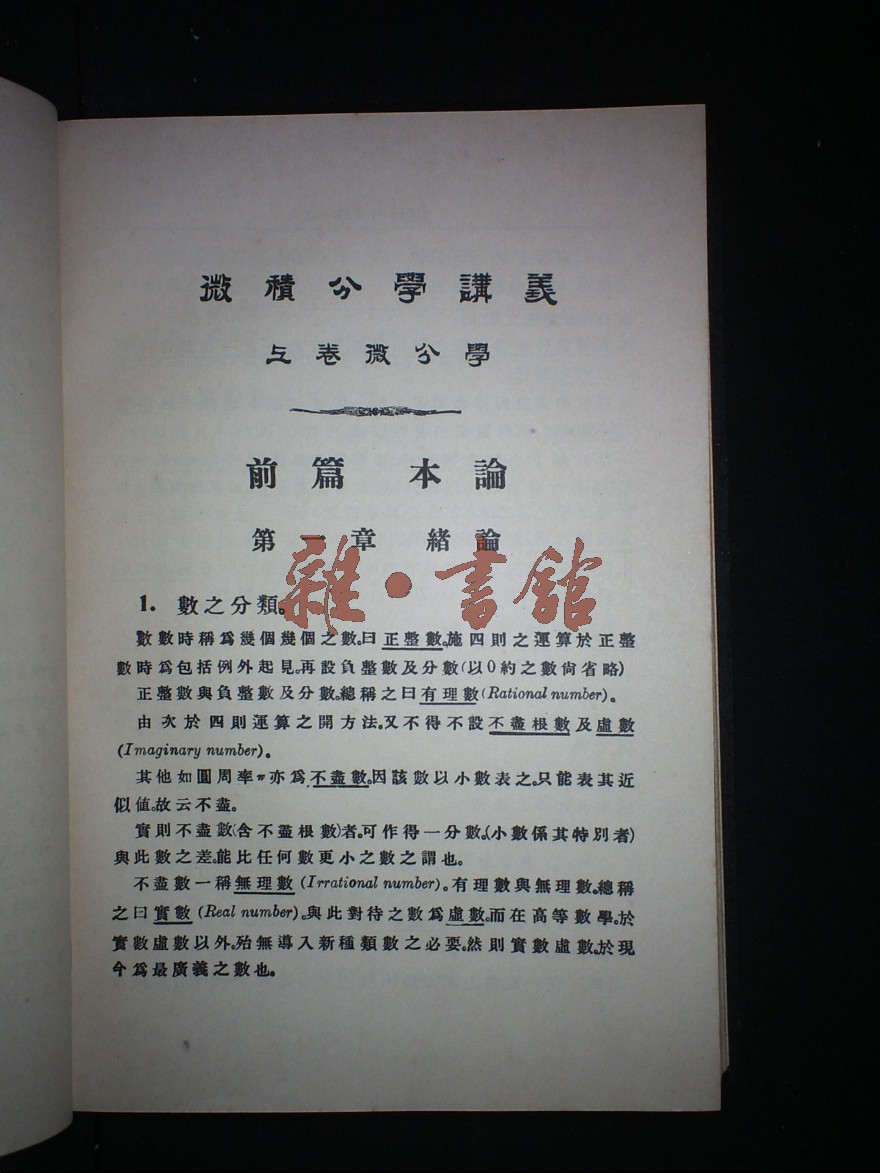 微積分學講義
上卷微分學
前篇 本論
第一章 緒論
雜·書館
1. 數之分類。
數數時稱爲幾個幾個之數。曰正整數。施四則之運算於正整
數時爲包括例外起見。再設負整數及分數(以0約之數尙省略)
正整數與負整數及分數。總稱之曰有理數(Rational number)。
由次於四則運算之開方法。又不得不設不盡根數及虛數
(Imaginary number)。
其他如圓周率π亦爲不盡數。因該數以小數表之。只能表其近
似値。故云不盡。
實則不盡數(含不盡根數)者。可作得一分數。(小數係其特別者)
與此數之差。能比任何數更小之數之謂也。
不盡數一稱無理數(Irrational number)。有理數與無理數。總稱
之曰實數(Real number)。與此對待之數爲虛數。而在高等數學。於
實數虛數以外。殆無導入新種類數之必要。然則實數虛數。於現
今爲最廣義之數也。